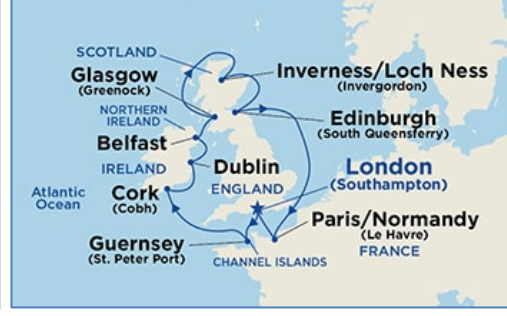 SCOTLAND
Glasgow
(Greenock)
Inverness/Loch Ness
(Invergordon)
NORTHERN
IRELAND
Edinburgh
(South Queensferry)
Belfast
IRELAND
Dublin
ENGLAND
London
(Southampton)
Atlantic
Ocean
Cork
(Cobh)
Paris/Normandy
(Le Havre)
FRANCE
Guernsey
(St. Peter Port)
CHANNEL ISLANDS